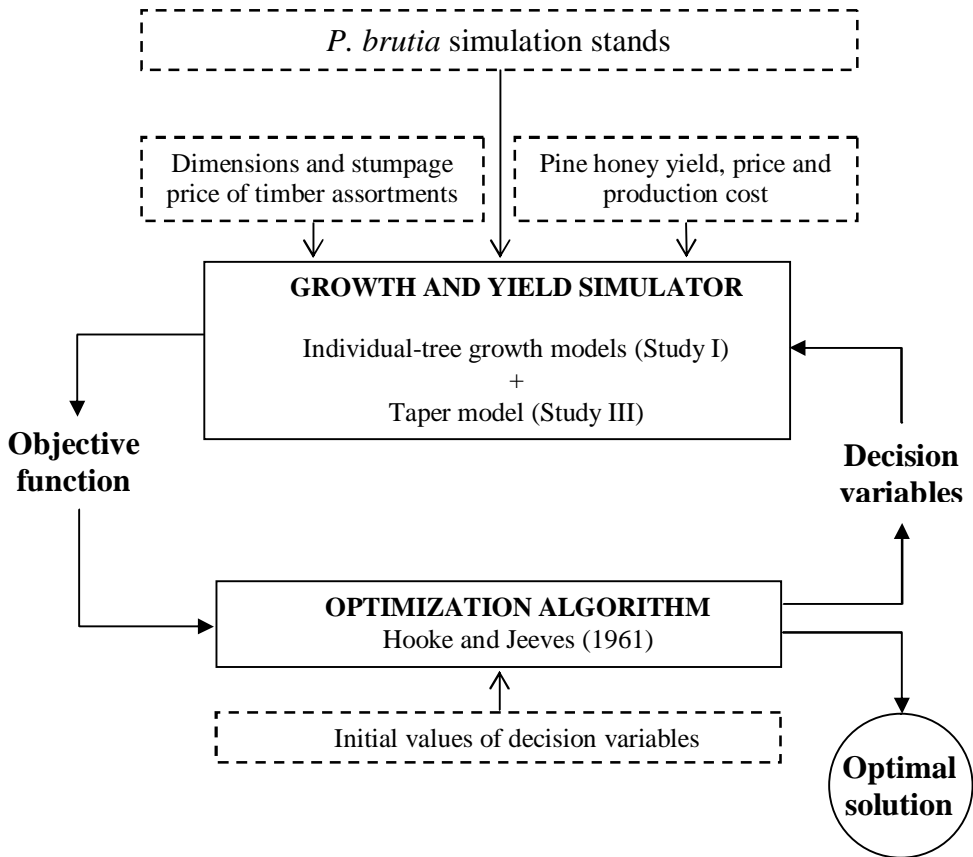 P. brutia simulation stands
Dimensions and stumpage
price of timber assortments
Pine honey yield, price and
production cost
GROWTH AND YIELD SIMULATOR
Individual-tree growth models (Study I)
+
Taper model (Study III)
Objective
function
Decision
variables
OPTIMIZATION ALGORITHM
Hooke and Jeeves (1961)
Initial values of decision variables
Optimal
solution